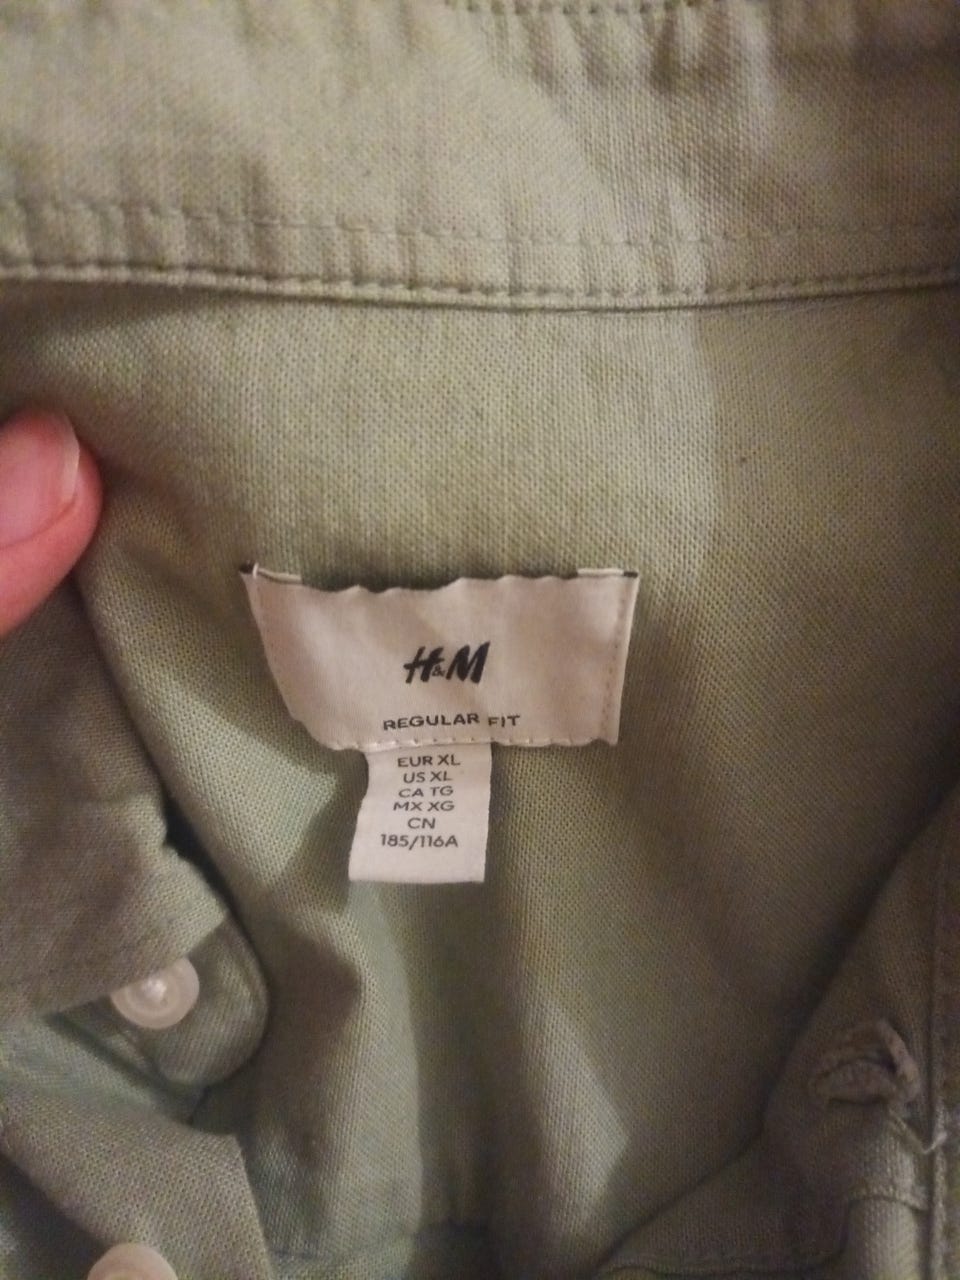 H&M
REGULAR FIT
EUR XL
US XL
CA TG
MX XG
CN
185/116A